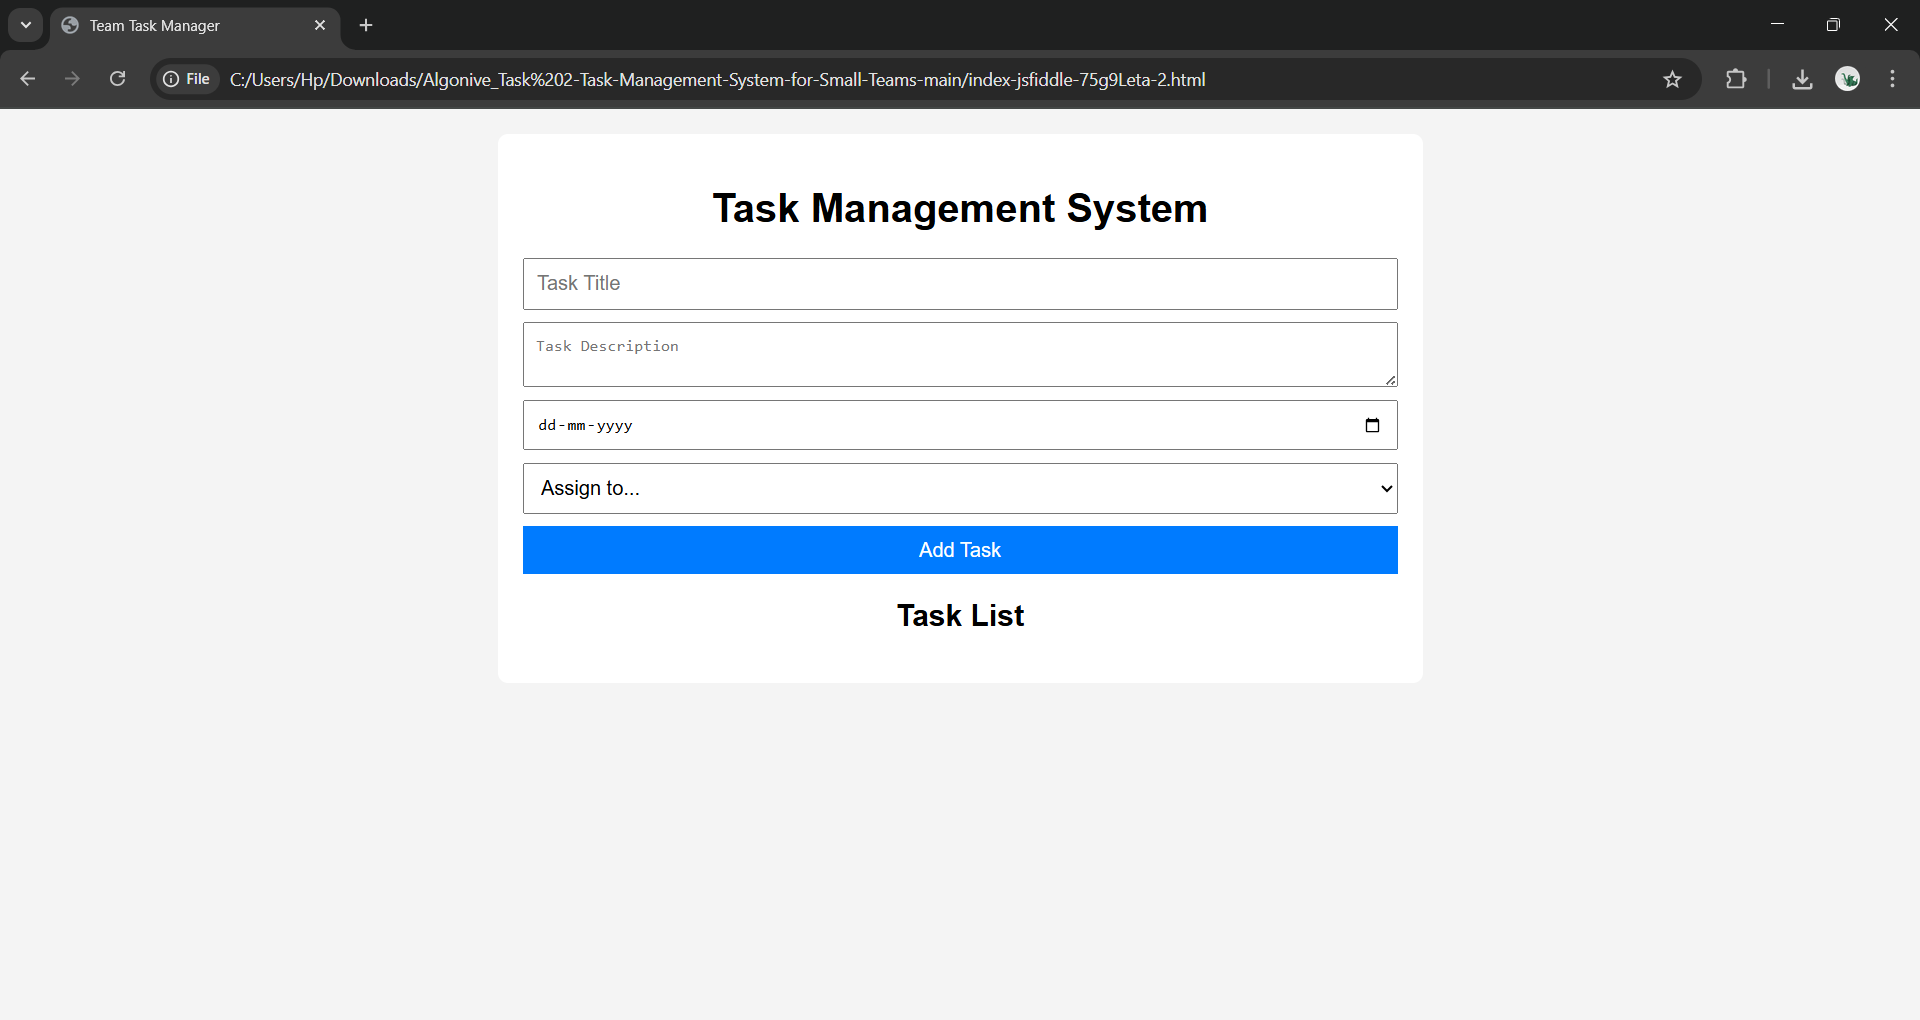 Team Task Manager
File
C:/Users/Hp/Downloads/Algonive_Task%202-Task-Management-System-for-Small-Teams-main/index-jsfiddle-75g9Leta-2.html
Task Management System
Task Title
Task Description
dd-mm-yyyy
Assign to...
Add Task
Task List